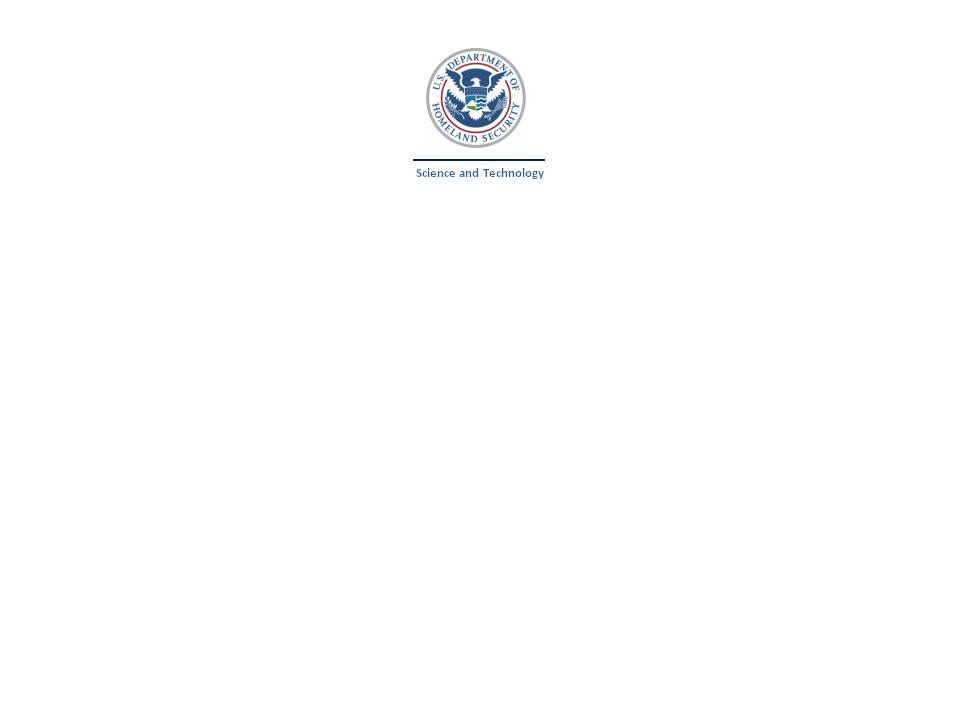 U.S. DEPARTMENT OF
HOMELAND SECURITY
Science and Technology